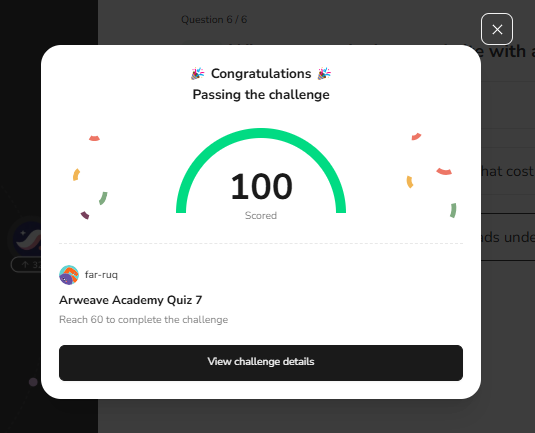 Question 6 / 6
Congratulations
Passing the challenge
100
Scored
far-ruq
Arweave Academy Quiz 7
Reach 60 to complete the challenge
View challenge details
with a
hat cost
nds unde